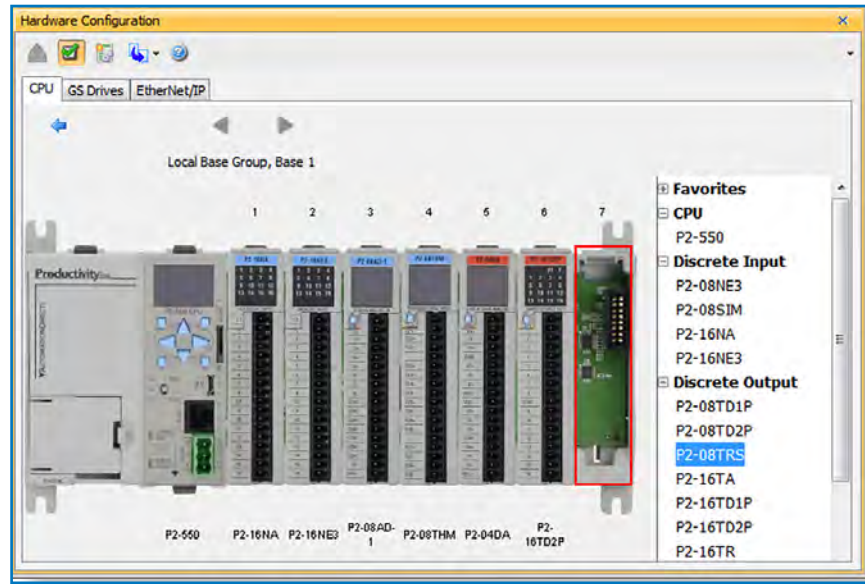 Hardware Configuration
CPU GS Drives EtherNet/IP
Local Base Group, Base 1
1 2 3 4 5 6 7
Productivity
P2-550 P2-16NA P2-16NE3 P2-08AD-1 P2-08THM P2-04DA P2-16TD2P
Favorites
CPU
P2-550
Discrete Input
P2-08NE3
P2-08SIM
P2-16NA
P2-16NE3
Discrete Output
P2-08TD1P
P2-08TD2P
P2-08TRS
P2-16TA
P2-16TD1P
P2-16TD2P
P2-16TR